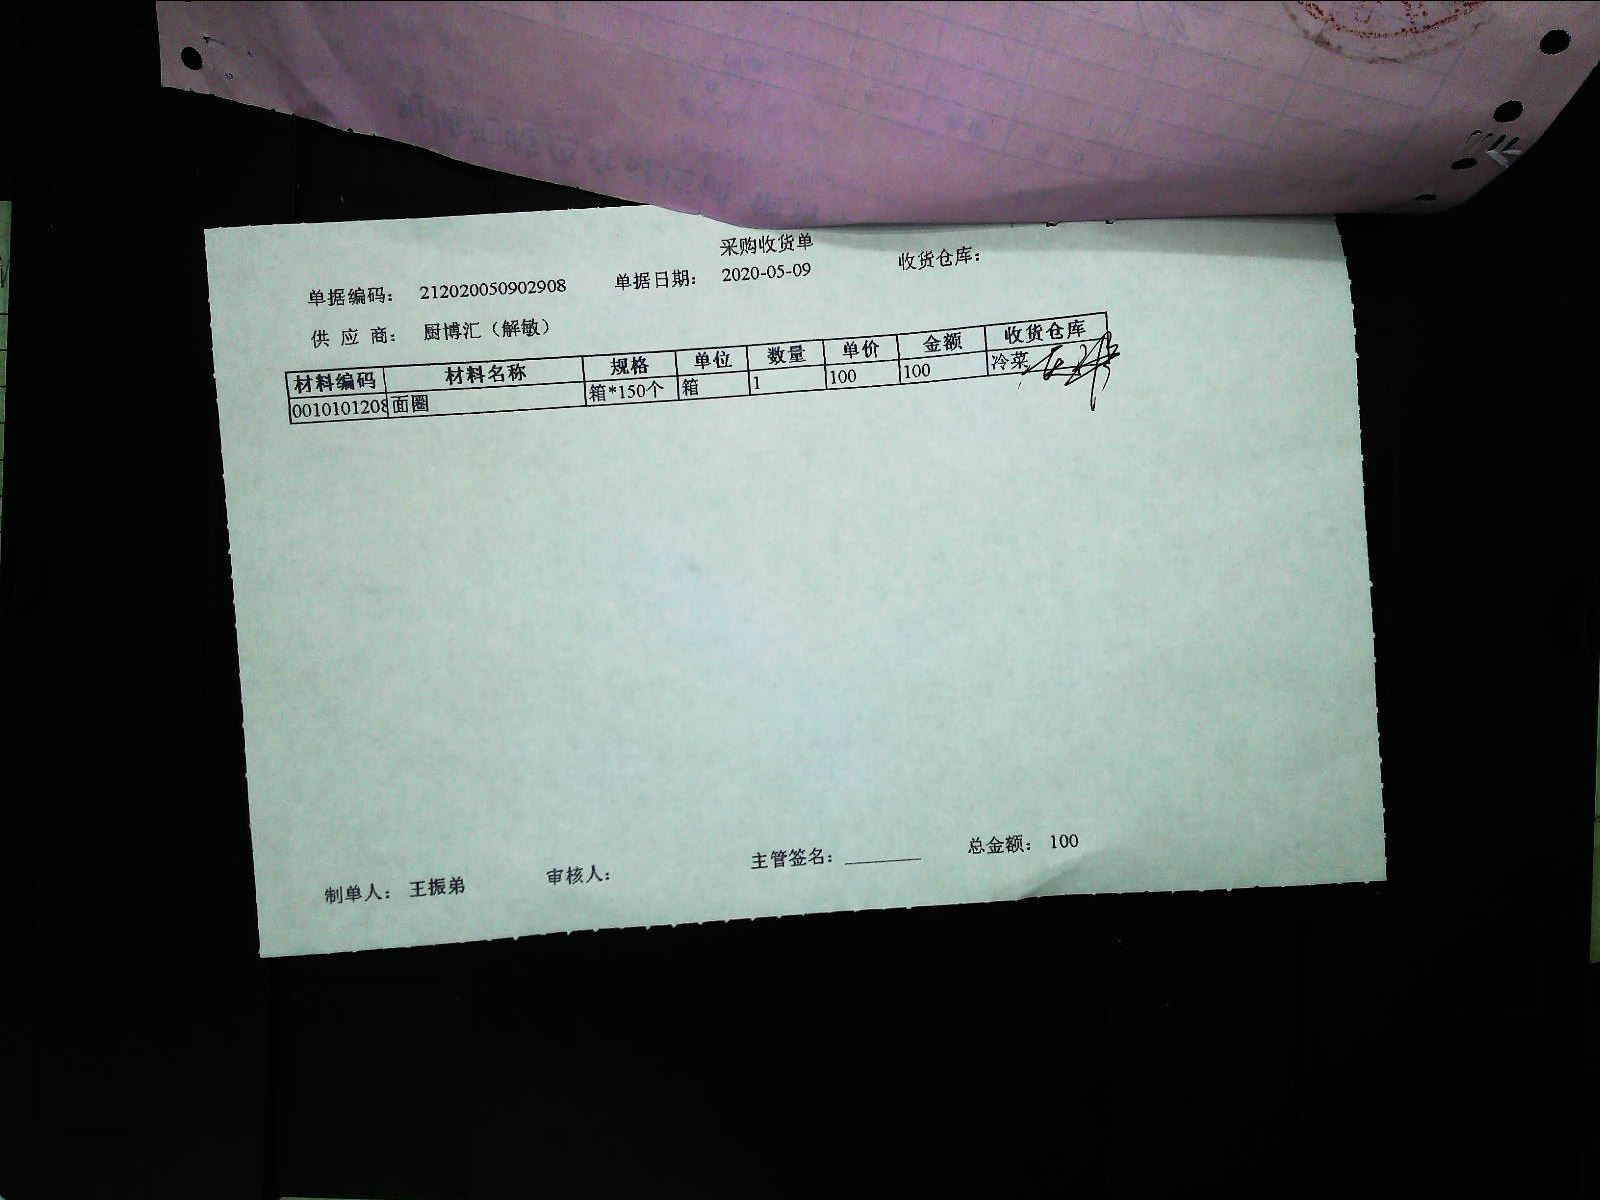 采购收货单
单据编码： 212020050902908 单据日期： 2020-05-09 收货仓库：
供 应 商： 厨博汇（解敏）
材料编码 材料名称 规格 单位 数量 单价 金额 收货仓库
0010101208 面圈 箱*150个 箱 1 100 100 冷菜
制单人： 王振弟 审核人： 主管签名： 总金额： 100